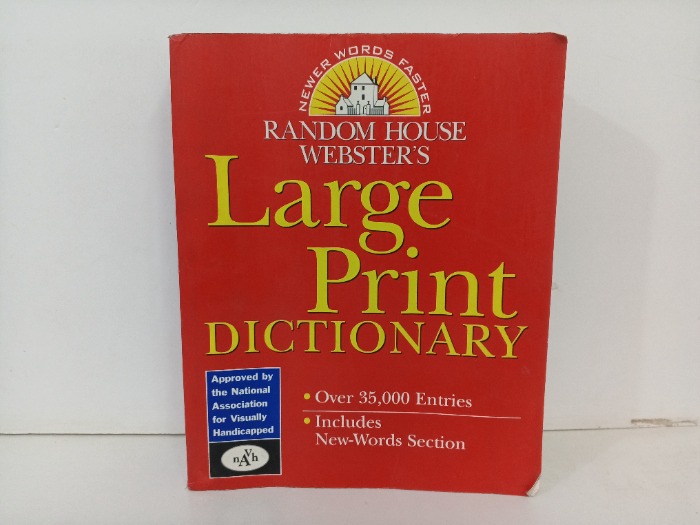 NEWER WORDS FASTER
RANDOM HOUSE
WEBSTER'S
Large
Print
DICTIONARY
Approved by
the National
Association
for Visually
Handicapped
nAVh
• Over 35,000 Entries
• Includes
New-Words Section